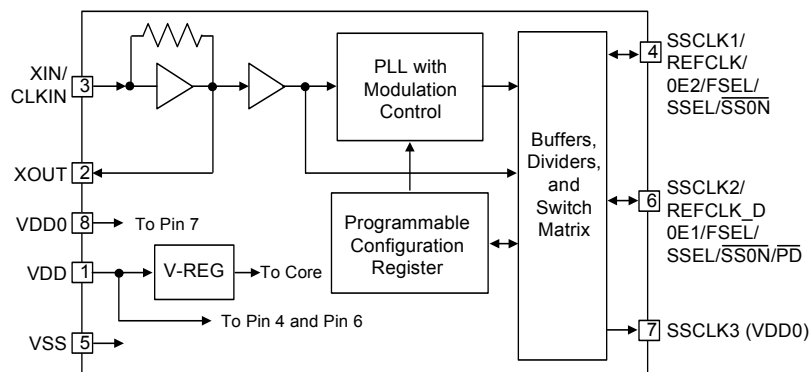 XIN/
CLKIN
3
XOUT
2
VDD0
8
To Pin 7
VDD
1
V-REG
To Core
To Pin 4 and Pin 6
VSS
5
PLL with
Modulation
Control
Programmable
Configuration
Register
Buffers,
Dividers,
and
Switch
Matrix
4
SSCLK1/
REFCLK/
0E2/FSEL/
SSEL/SS0N
6
SSCLK2/
REFCLK_D
0E1/FSEL/
SSEL/SS0N/PD
7
SSCLK3 (VDD0)